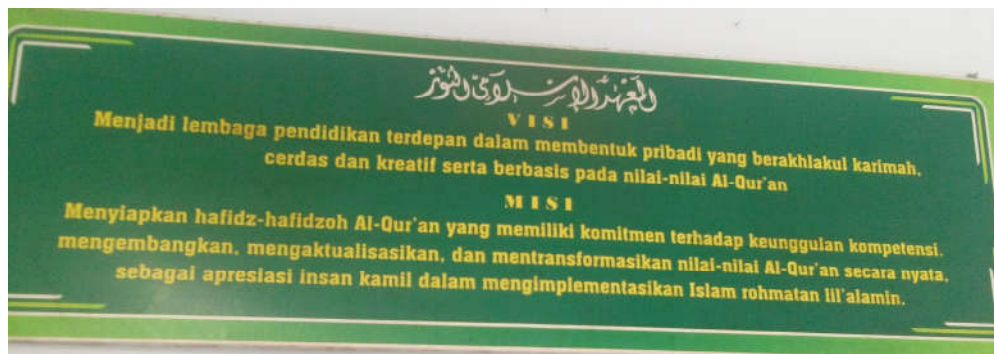 المعهد الإسلامي النور
VISI
Menjadi lembaga pendidikan terdepan dalam membentuk pribadi yang berakhlakul karimah,
cerdas dan kreatif serta berbasis pada nilai-nilai Al-Qur'an
MISI
Menyiapkan hafidz-hafidzoh Al-Qur'an yang memiliki komitmen terhadap keunggulan kompetensi,
mengembangkan, mengaktualisasikan, dan mentransformasikan nilai-nilai Al-Qur'an secara nyata,
sebagai apresiasi insan kamil dalam mengimplementasikan Islam rohmatan lil'alamin.